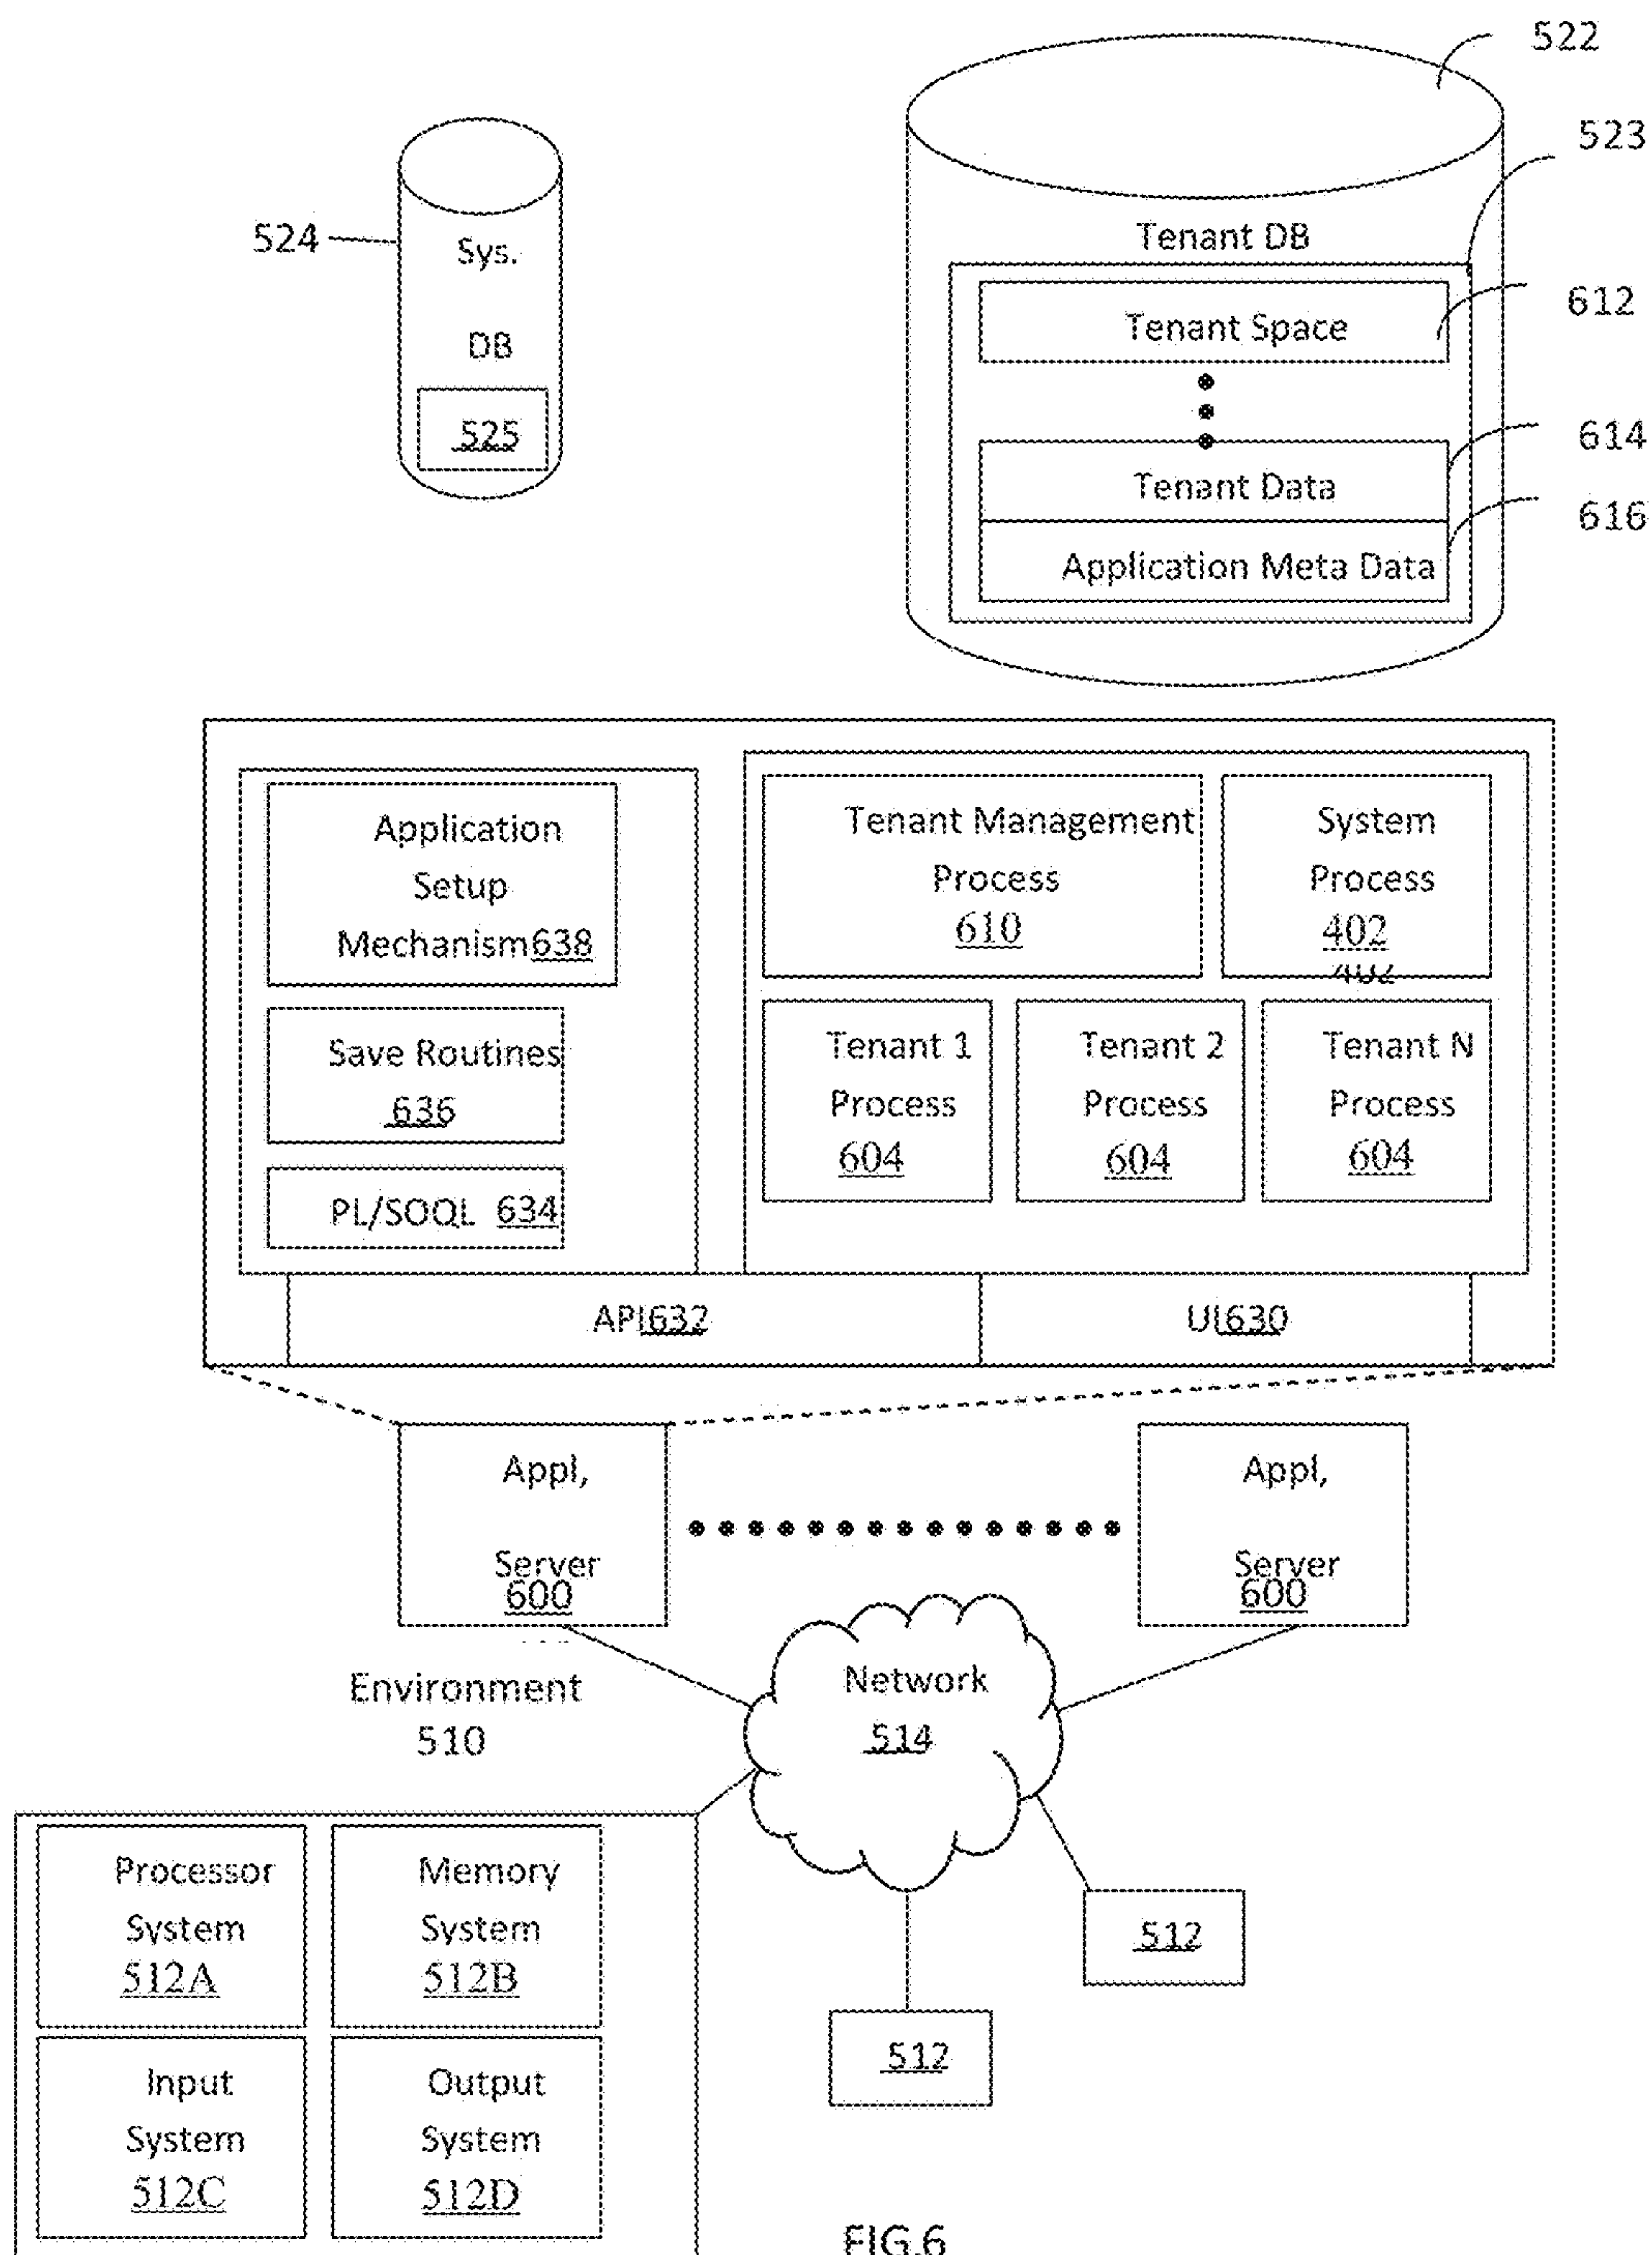 522
523
524
Sys.
DB
525
Tenant DB
612
Tenant Space
614
Tenant Data
616
Application Meta Data
Application
Setup
Mechanism638
Save Routines
636
PL/SOQL 634
Tenant Management
Process
610
System
Process
402
402
Tenant 1
Process
604
Tenant 2
Process
604
Tenant N
Process
604
API632
UI630
Appl,
Server
600
Appl,
Server
600
Environment
510
Network
514
Processor
System
512A
Memory
System
512B
Input
System
512C
Output
System
512D
512
512
FIG.6